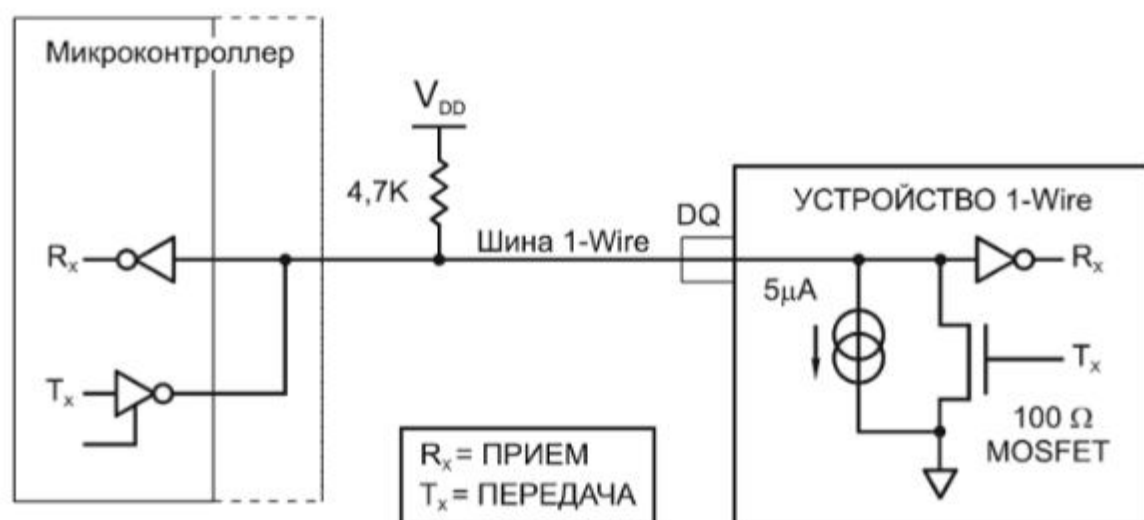 Микроконтроллер
V_DD
4,7K
УСТРОЙСТВО 1-Wire
DQ
Шина 1-Wire
R_x
R_x
5µA
T_x
T_x
100 Ω
MOSFET
R_x = ПРИЕМ
T_x = ПЕРЕДАЧА